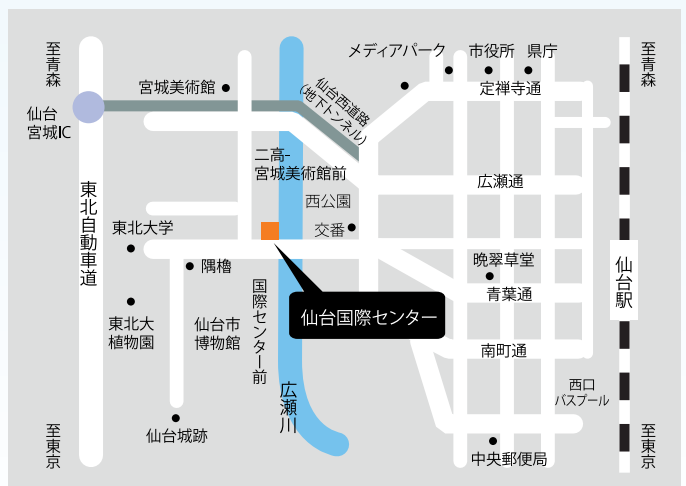 至青森
仙台
宮城IC
東北自動車道
至東京
宮城美術館
仙台西道路
(地下トンネル)
二高-
宮城美術館前
西公園
交番
東北大学
隅櫓
東北大
植物園
仙台市
博物館
国際センター前
仙台国際センター
広瀬川
仙台城跡
メディアパーク
市役所
県庁
定禅寺通
広瀬通
晩翠草堂
青葉通
南町通
西口
バスプール
中央郵便局
至青森
仙台駅
至東京